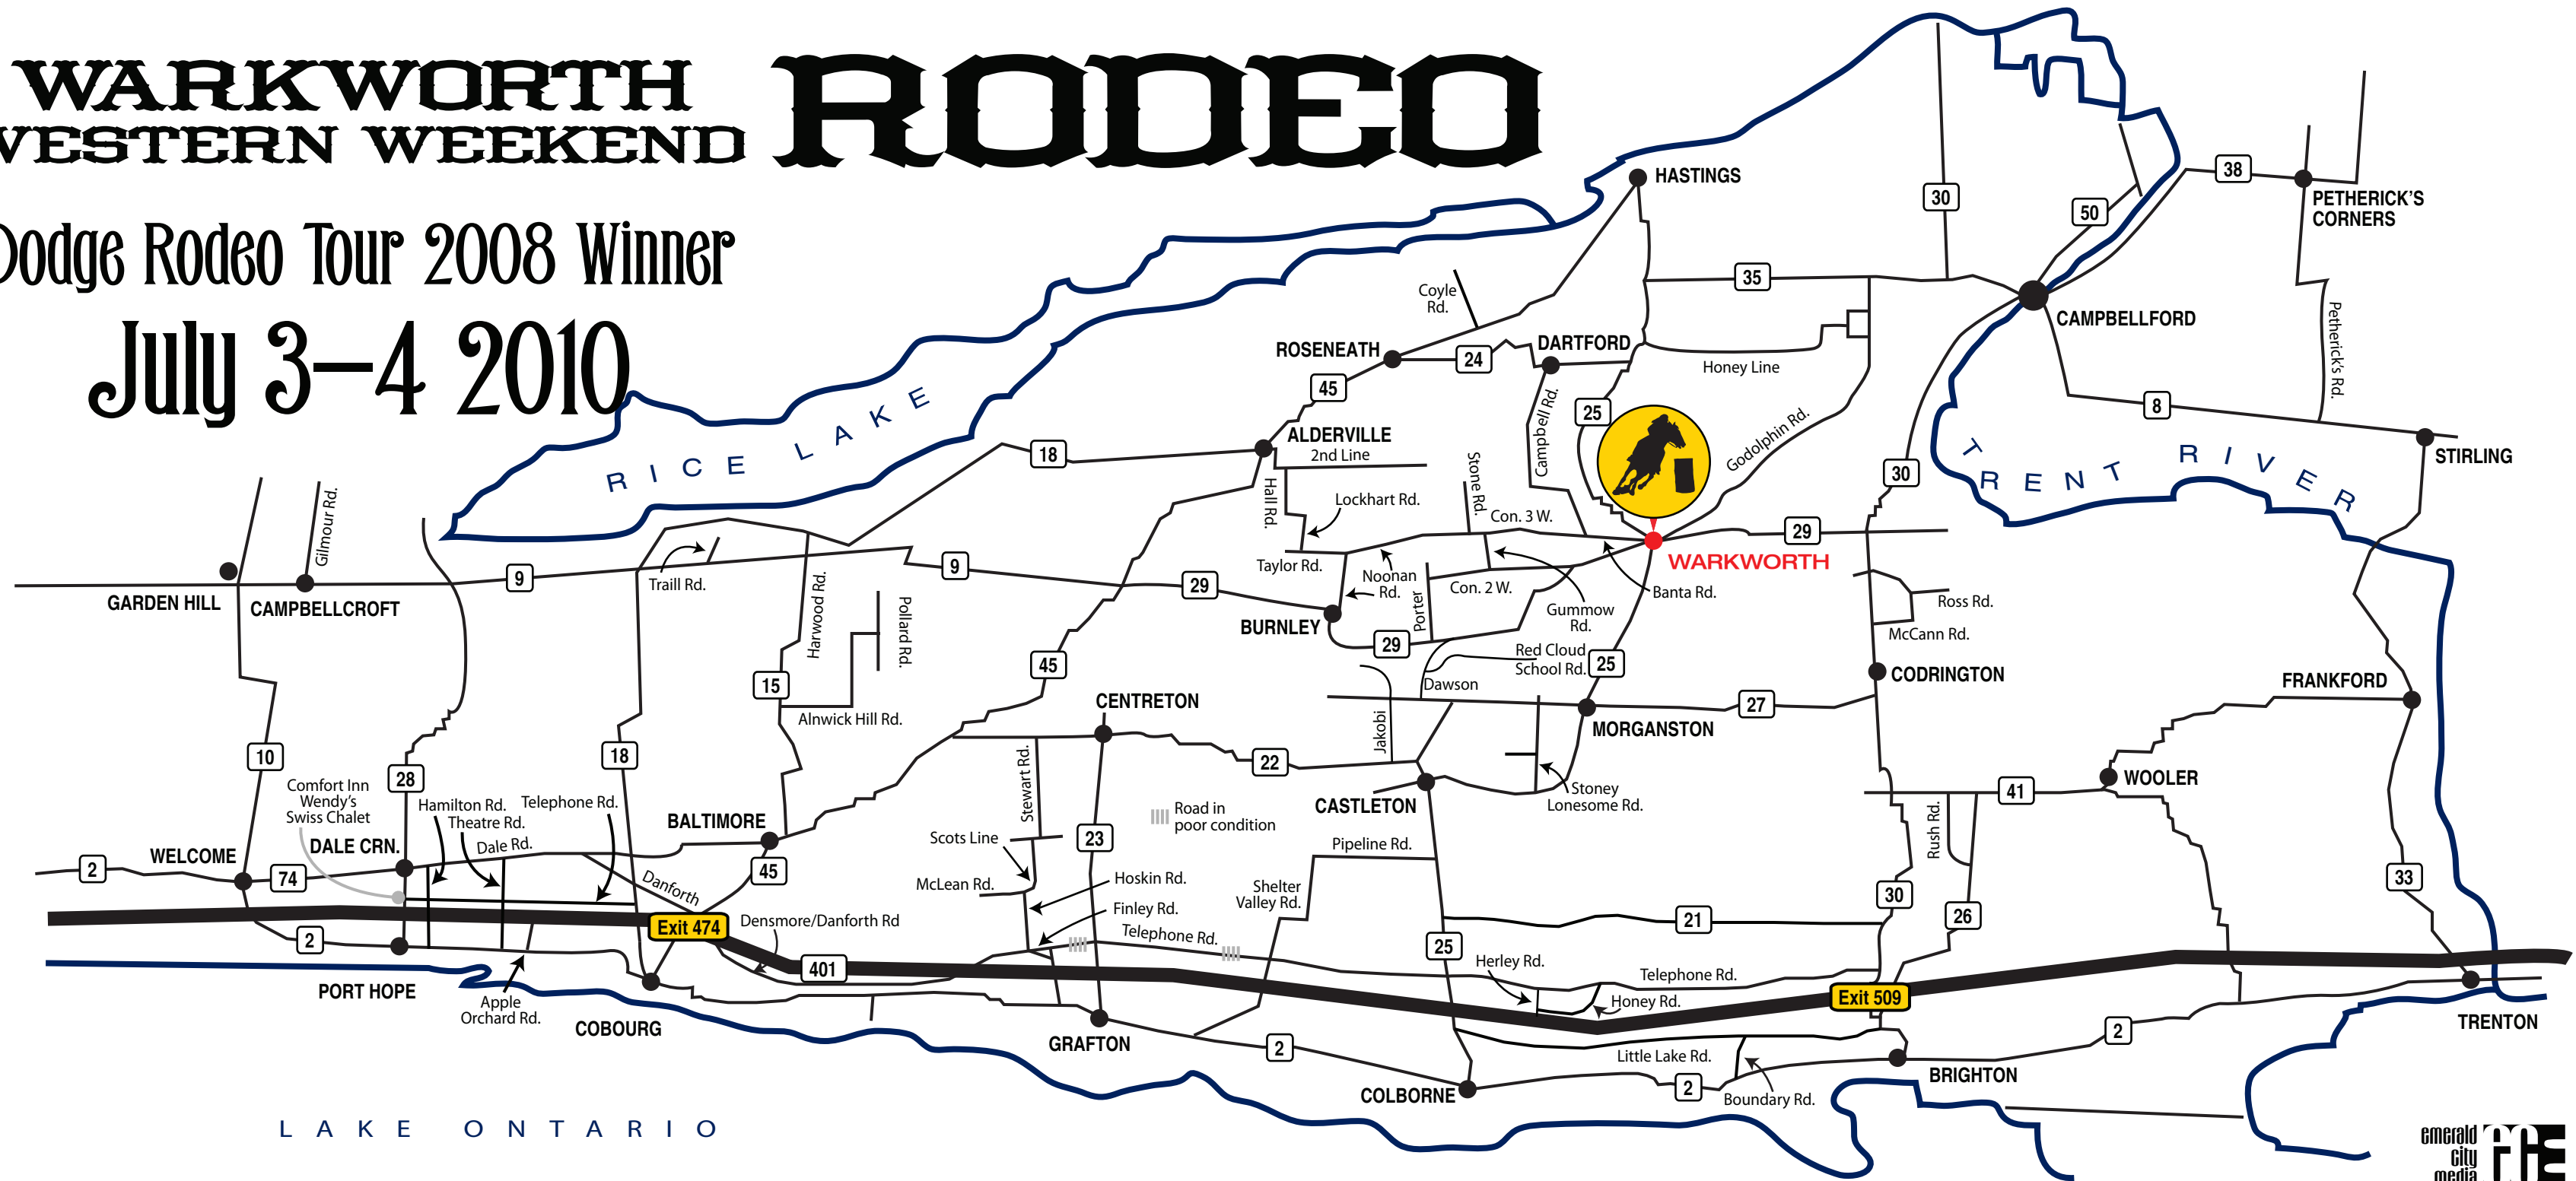 WARKWORTH
WESTERN WEEKEND
RODEO
Dodge Rodeo Tour 2008 Winner
July 3–4 2010
HASTINGS
38
30
50
PETHERICK'S
CORNERS
35
Coyle
Rd.
CAMPBELLFORD
Petherick's Rd.
ROSENEATH
24
DARTFORD
Honey Line
45
RICE LAKE
25
Campbell Rd.
Godolphin Rd.
8
ALDERVILLE
2nd Line
18
STIRLING
TRENT RIVER
30
Stone Rd.
Hall Rd.
Lockhart Rd.
Con. 3 W.
29
Gilmour Rd.
WARKWORTH
Traill Rd.
9
9
29
Taylor Rd.
Noonan
Rd.
Con. 2 W.
Banta Rd.
Porter
Gummow
Rd.
Ross Rd.
McCann Rd.
GARDEN HILL
CAMPBELLCROFT
Harwood Rd.
Pollard Rd.
BURNLEY
29
Red Cloud
School Rd.
25
45
15
Dawson
CODRINGTON
FRANKFORD
CENTRETON
27
Alnwick Hill Rd.
Jakobi
MORGANSTON
10
18
28
22
Stewart Rd.
Comfort Inn
Wendy's
Swiss Chalet
Hamilton Rd.
Telephone Rd.
Theatre Rd.
Dale Rd.
CASTLETON
Stoney
Lonesome Rd.
41
WOOLER
Road in
poor condition
BALTIMORE
Scots Line
23
Rush Rd.
Pipeline Rd.
WELCOME
DALE CRN.
2
74
45
Danforth
McLean Rd.
Hoskin Rd.
Shelter
Valley Rd.
33
30
Finley Rd.
26
21
Exit 474
Densmore/Danforth Rd
Telephone Rd.
2
25
401
Herley Rd.
Telephone Rd.
Exit 509
Honey Rd.
PORT HOPE
Apple
Orchard Rd.
COBOURG
GRAFTON
2
Little Lake Rd.
2
TRENTON
2
BRIGHTON
COLBORNE
Boundary Rd.
LAKE ONTARIO
emerald
city
media